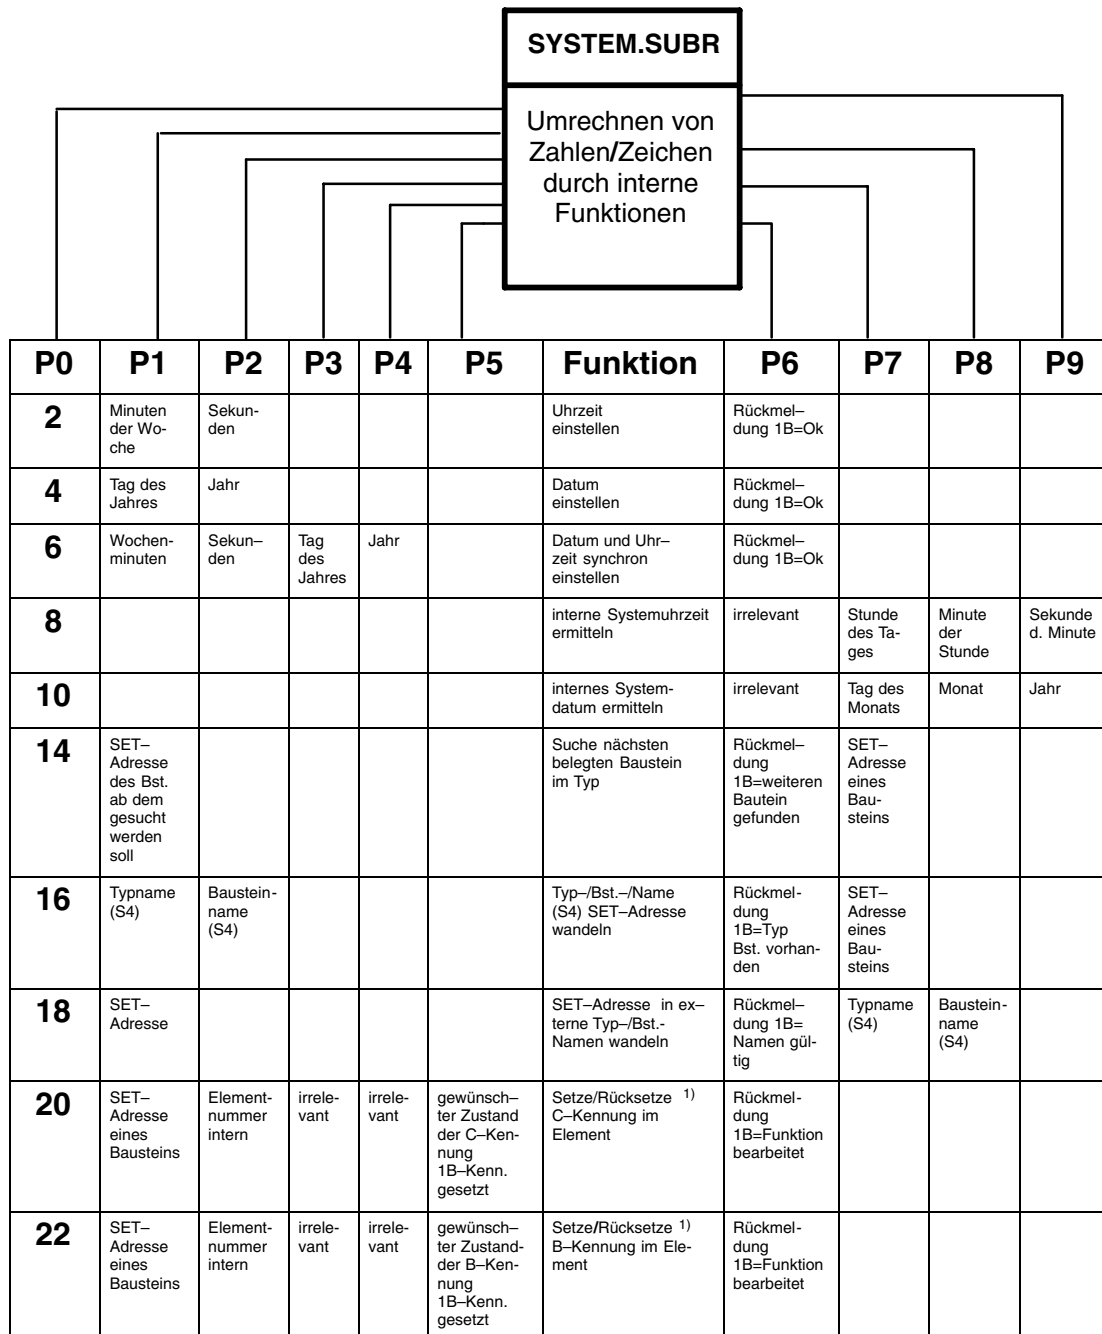 SYSTEM.SUBR
Umrechnen von
Zahlen/Zeichen
durch interne
Funktionen
P0 P1 P2 P3 P4 P5 Funktion P6 P7 P8 P9
2
Minuten
der Wo-
che
Sekun-
den
Uhrzeit
einstellen
Rückmel–
dung 1B=Ok
4
Tag des
Jahres
Jahr
Datum
einstellen
Rückmel–
dung 1B=Ok
6
Wochen-
minuten
Sekun–
den
Tag
des
Jahres
Jahr
Datum und Uhr–
zeit synchron
einstellen
Rückmel–
dung 1B=Ok
8
interne Systemuhrzeit
ermitteln
irrelevant
Stunde
des Ta-
ges
Minute
der
Stunde
Sekunde
d. Minute
10
internes System-
datum ermitteln
irrelevant
Tag des
Monats
Monat
Jahr
14
SET–
Adresse
des Bst.
ab dem
gesucht
werden
soll
Suche nächsten
belegten Baustein
im Typ
Rückmel–
dung
1B=weiteren
Bautein
gefunden
SET–
Adresse
eines
Bau-
steins
16
Typname
(S4)
Baustein-
name
(S4)
Typ–/Bst.–/Name
(S4) SET–Adresse
wandeln
Rückmel-
dung
1B=Typ
Bst. vorhan-
den
SET–
Adresse
eines
Bau-
steins
18
SET–
Adresse
SET–Adresse in ex–
terne Typ–/Bst.-
Namen wandeln
Rückmel–
dung 1B=
Namen gül-
tig
Typname
(S4)
Baustein-
name
(S4)
20
SET–
Adresse
eines
Bausteins
Element-
nummer
intern
irrele-
vant
irrele-
vant
gewünsch–
ter Zustand
der C–Ken-
nung
1B–Kenn.
gesetzt
Setze/Rücksetze 1)
C–Kennung im
Element
Rückmel-
dung
1B=Funktion
bearbeitet
22
SET–
Adresse
eines
Bausteins
Element-
nummer
intern
irrele-
vant
irrele-
vant
gewünsch–
ter Zustand-
der B–Ken-
nung
1B–Kenn.
gesetzt
Setze/Rücksetze 1)
B–Kennung im Ele-
ment
Rückmel-
dung
1B=Funktion
bearbeitet